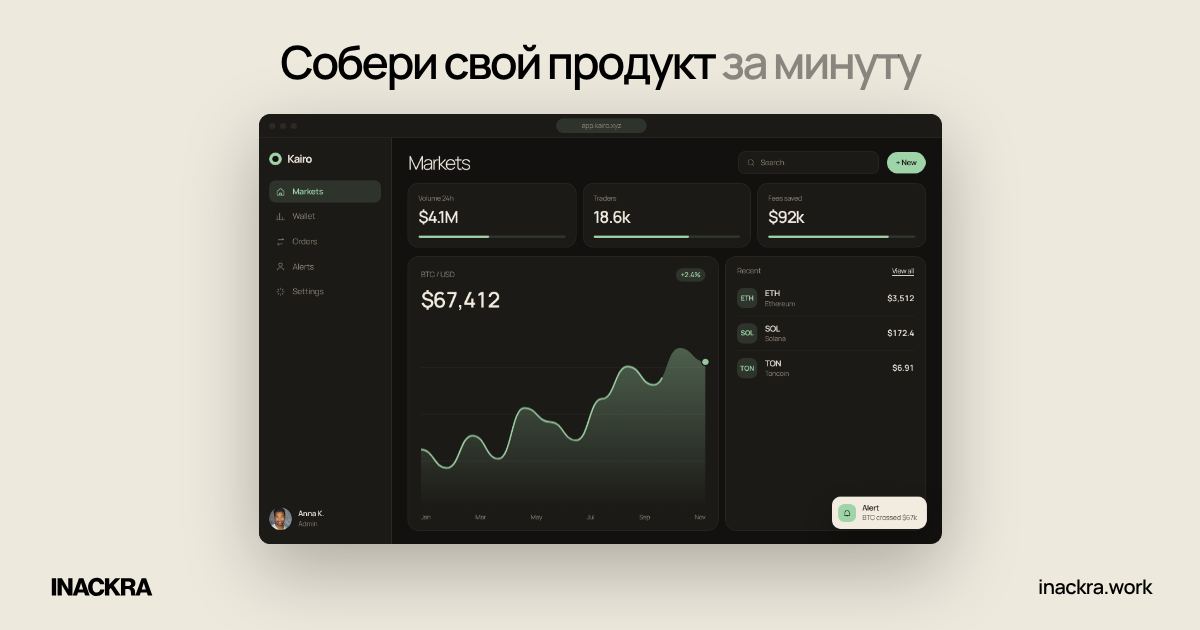 Собери свой продукт за минуту
app.kairo.xyz
Kairo
Markets
Wallet
Orders
Alerts
Settings
Anna K.
Admin
Markets
Search
+ New
Volume 24h
$4.1M
Traders
18.6k
Fees saved
$92k
BTC / USD
+2.4%
$67,412
Jan Mar May Jul Sep Nov
Recent View all
ETH ETH $3,512
Ethereum
SOL SOL $172.4
Solana
TON TON $6.91
Toncoin
Alert
BTC crossed $67k
INACKRA
inackra.work